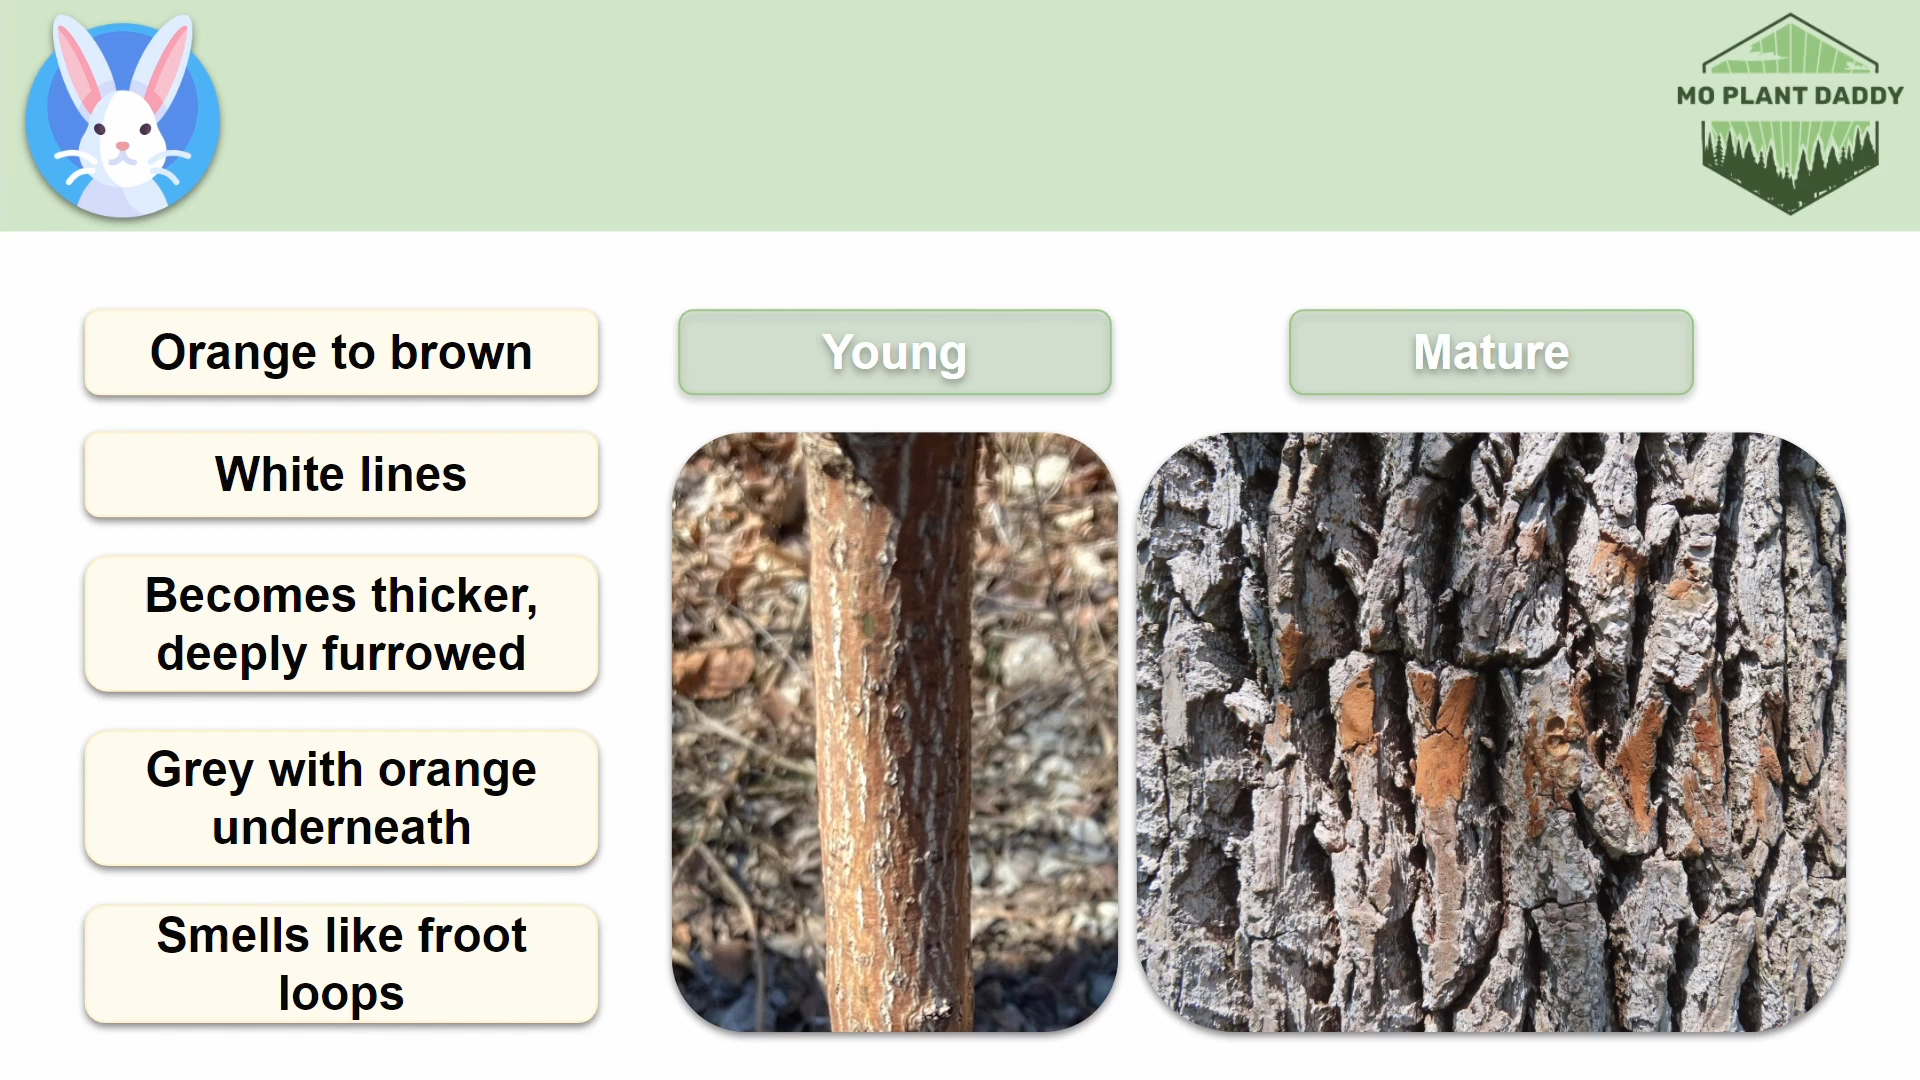 MO PLANT DADDY
Orange to brown
Young
Mature
White lines
Becomes thicker,
deeply furrowed
Grey with orange
underneath
Smells like froot
loops